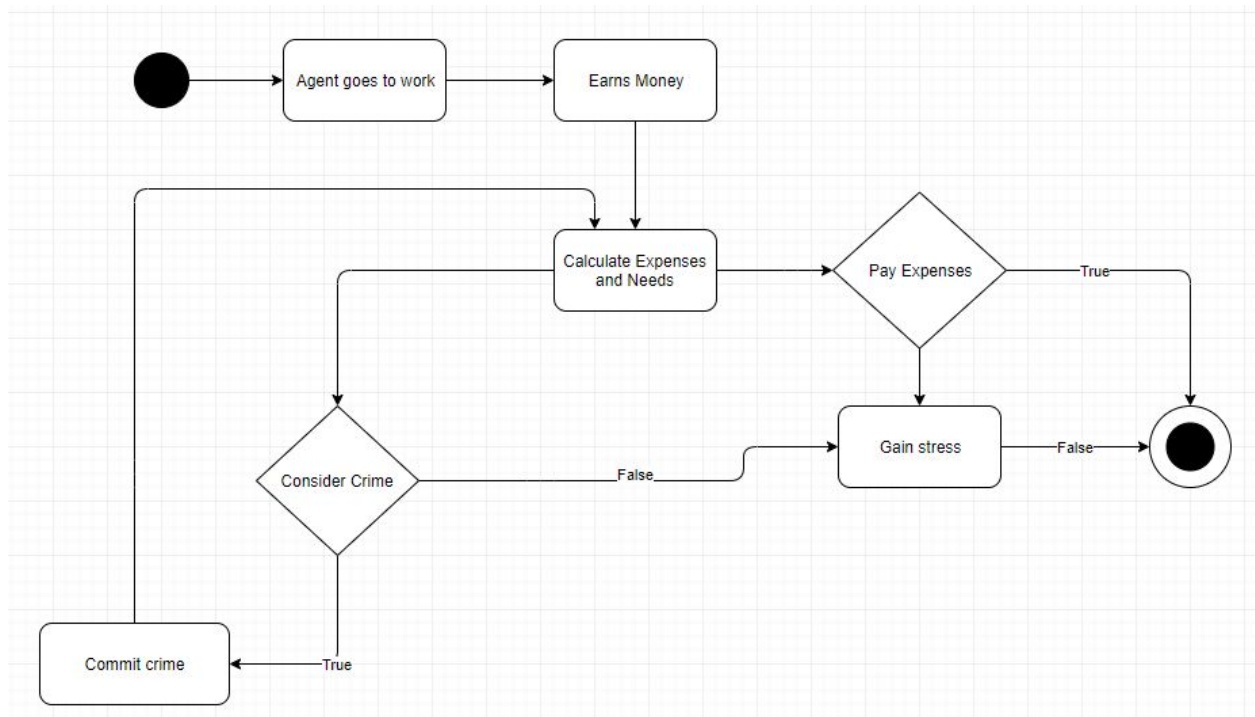 Agent goes to work
Earns Money
Calculate Expenses
and Needs
Pay Expenses
True
Gain stress
False
Consider Crime
False
Commit crime
True